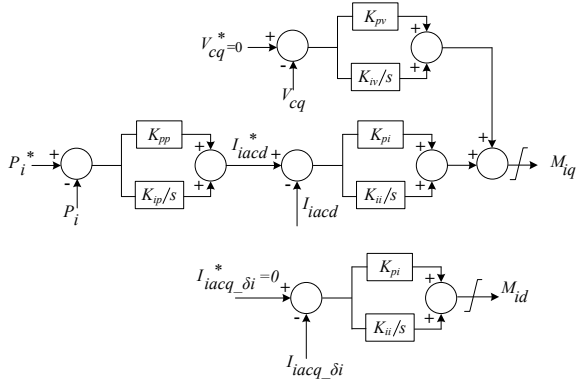 V_cq^*=0
+
-
V_cq
K_pv
K_iv/s
+
+
P_i^*
+
-
P_i
K_pp
K_ip/s
+
+
I_iacd^*
+
-
I_iacd
K_pi
K_ii/s
+
+
+
+
M_iq
I_iacq_δi^*=0
+
-
I_iacq_δi
K_pi
K_ii/s
+
+
M_id